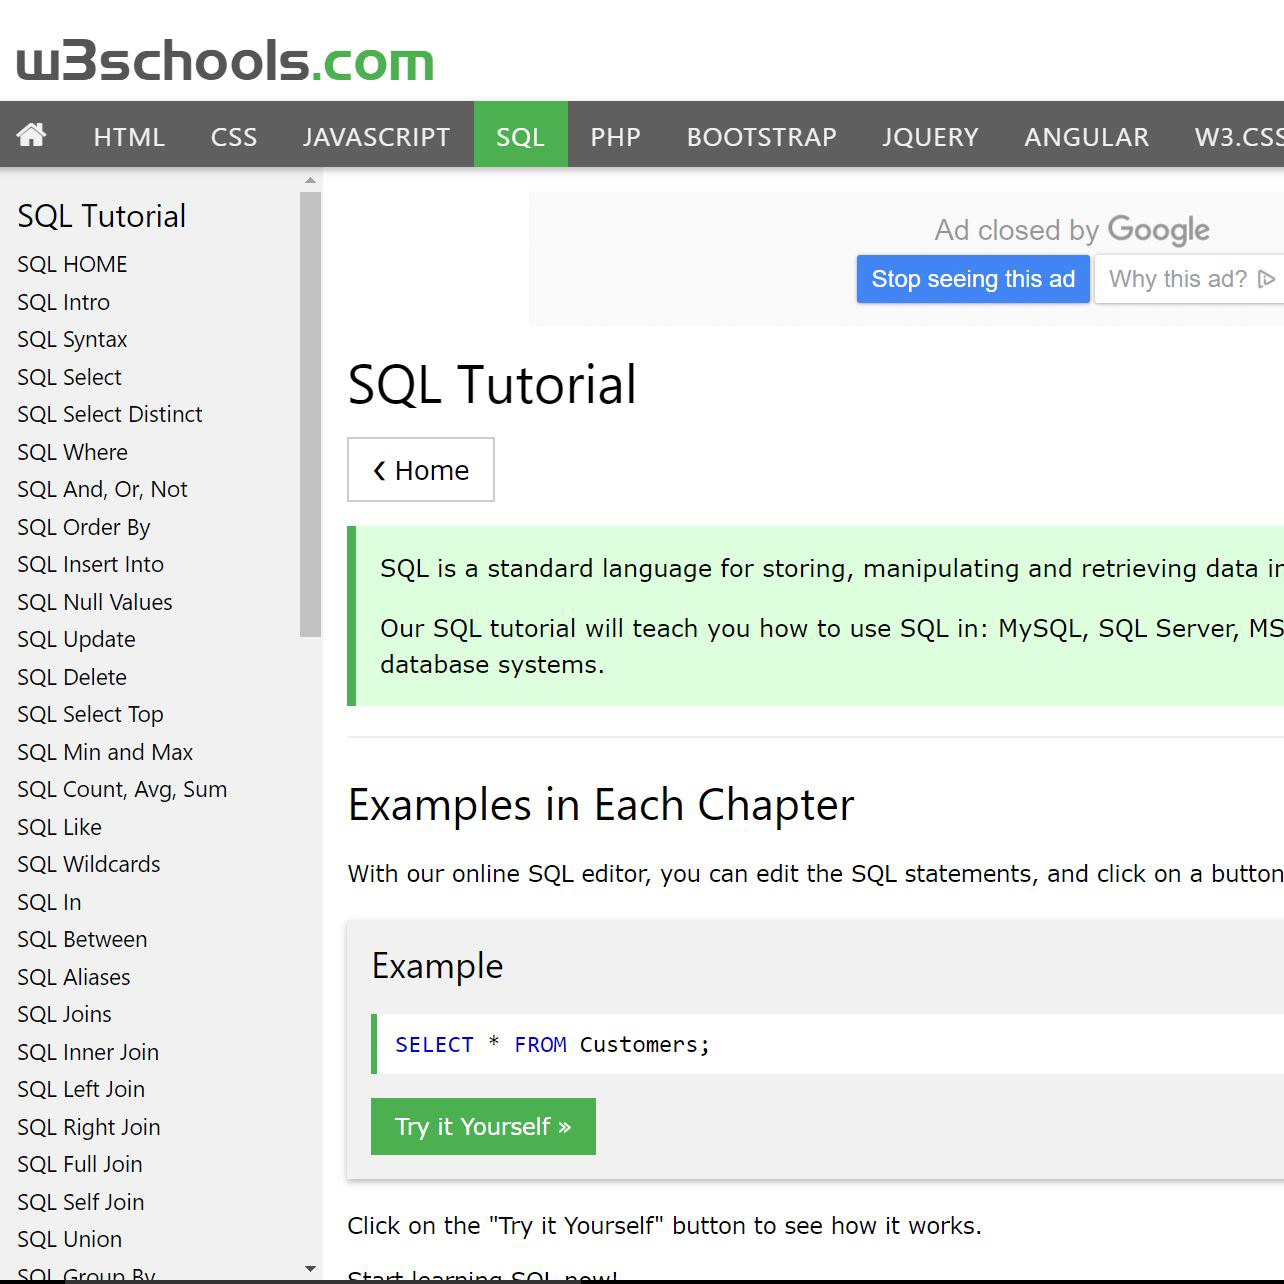 w3schools.com
HTML CSS JAVASCRIPT SQL PHP BOOTSTRAP JQUERY ANGULAR W3.CSS
SQL Tutorial
SQL HOME
SQL Intro
SQL Syntax
SQL Select
SQL Select Distinct
SQL Where
SQL And, Or, Not
SQL Order By
SQL Insert Into
SQL Null Values
SQL Update
SQL Delete
SQL Select Top
SQL Min and Max
SQL Count, Avg, Sum
SQL Like
SQL Wildcards
SQL In
SQL Between
SQL Aliases
SQL Joins
SQL Inner Join
SQL Left Join
SQL Right Join
SQL Full Join
SQL Self Join
SQL Union
SQL Group By
Ad closed by Google
Stop seeing this ad Why this ad?
SQL Tutorial
❮ Home
SQL is a standard language for storing, manipulating and retrieving data in
Our SQL tutorial will teach you how to use SQL in: MySQL, SQL Server, MS
database systems.
Examples in Each Chapter
With our online SQL editor, you can edit the SQL statements, and click on a button
Example
SELECT * FROM Customers;
Try it Yourself »
Click on the "Try it Yourself" button to see how it works.
Start learning SQL now!